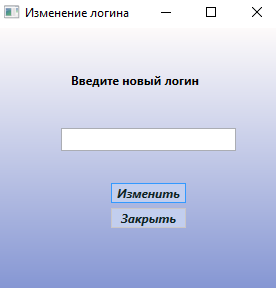 Изменение логина
Введите новый логин
Изменить
Закрыть